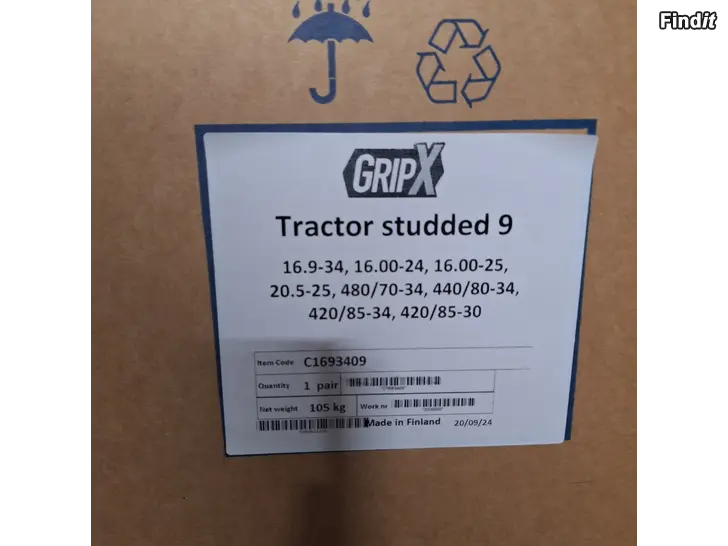 Findit
GRIPX
Tractor studded 9
16.9-34, 16.00-24, 16.00-25,
20.5-25, 480/70-34, 440/80-34,
420/85-34, 420/85-30
Item Code C1693409
Quantity 1 pair
Net weight 105 kg Work nr
Made in Finland 20/09/24